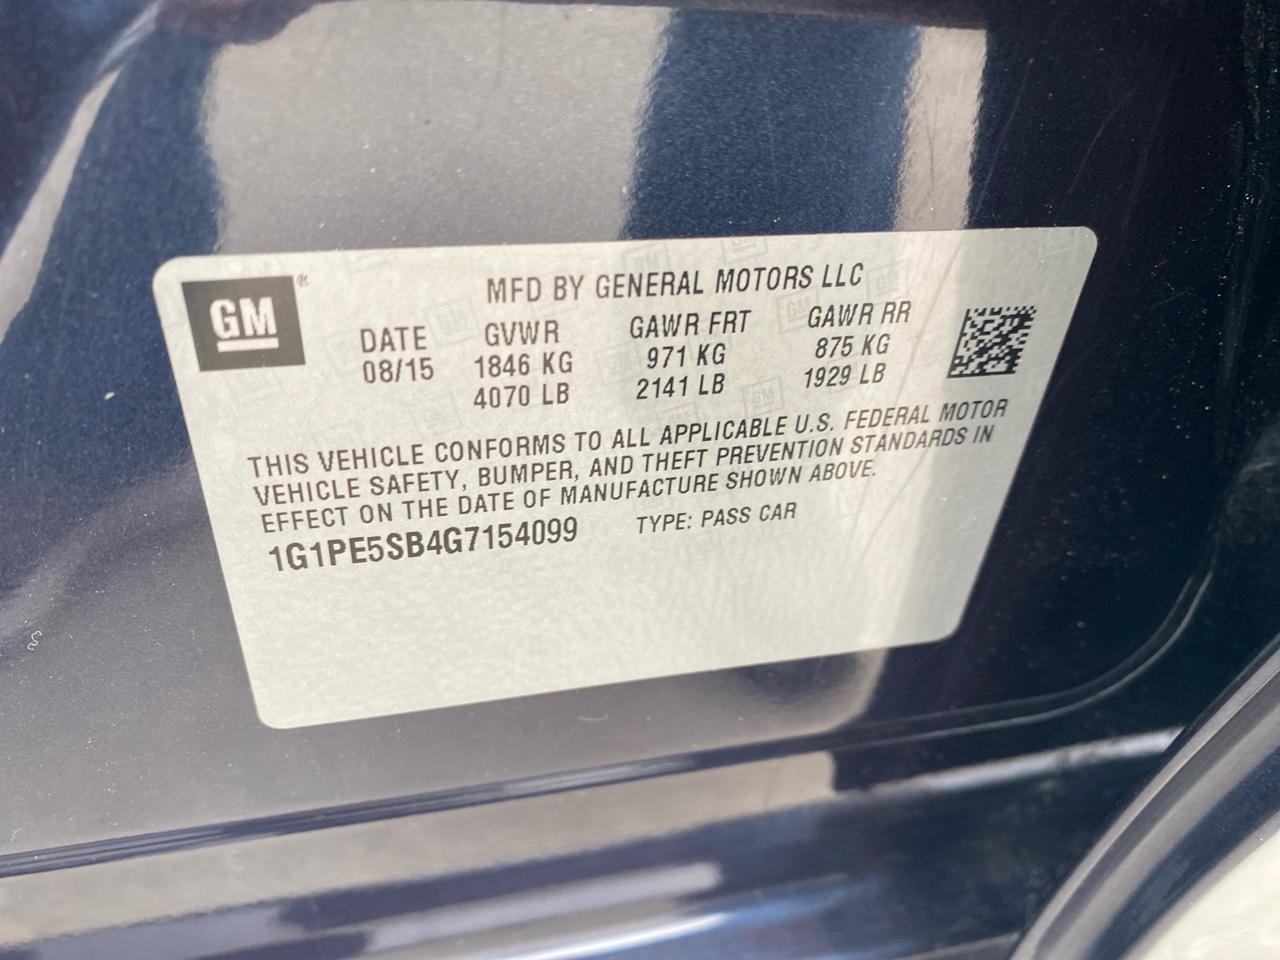 GM ®
MFD BY GENERAL MOTORS LLC
DATE GVWR GAWR FRT GAWR RR
08/15 1846 KG 971 KG 875 KG
4070 LB 2141 LB 1929 LB
THIS VEHICLE CONFORMS TO ALL APPLICABLE U.S. FEDERAL MOTOR
VEHICLE SAFETY, BUMPER, AND THEFT PREVENTION STANDARDS IN
EFFECT ON THE DATE OF MANUFACTURE SHOWN ABOVE.
1G1PE5SB4G7154099 TYPE: PASS CAR